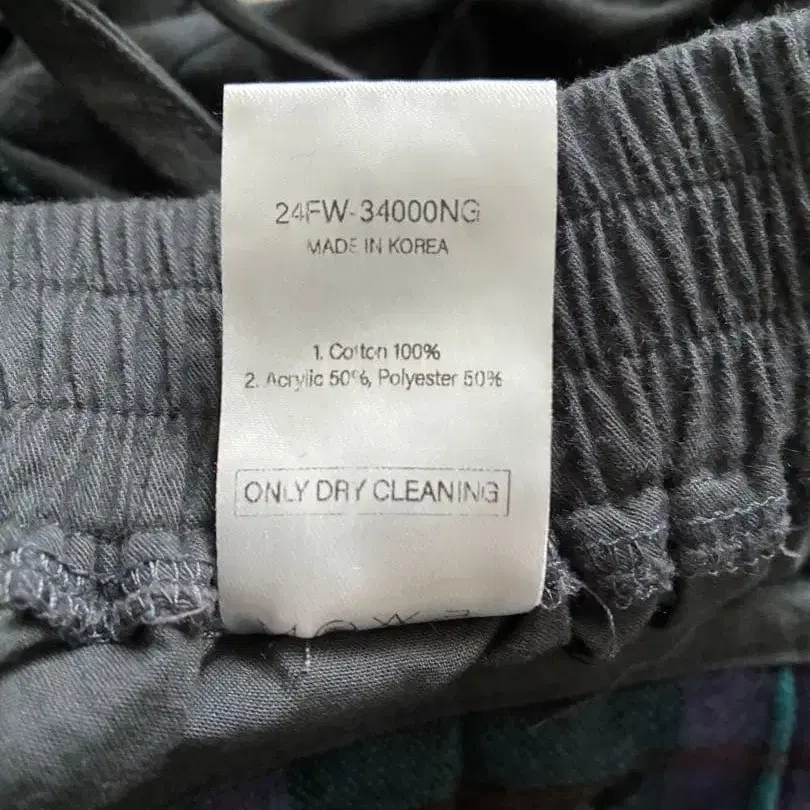 24FW-34000NG
MADE IN KOREA
1. Cotton 100%
2. Acrylic 50%, Polyester 50%
ONLY DRY CLEANING